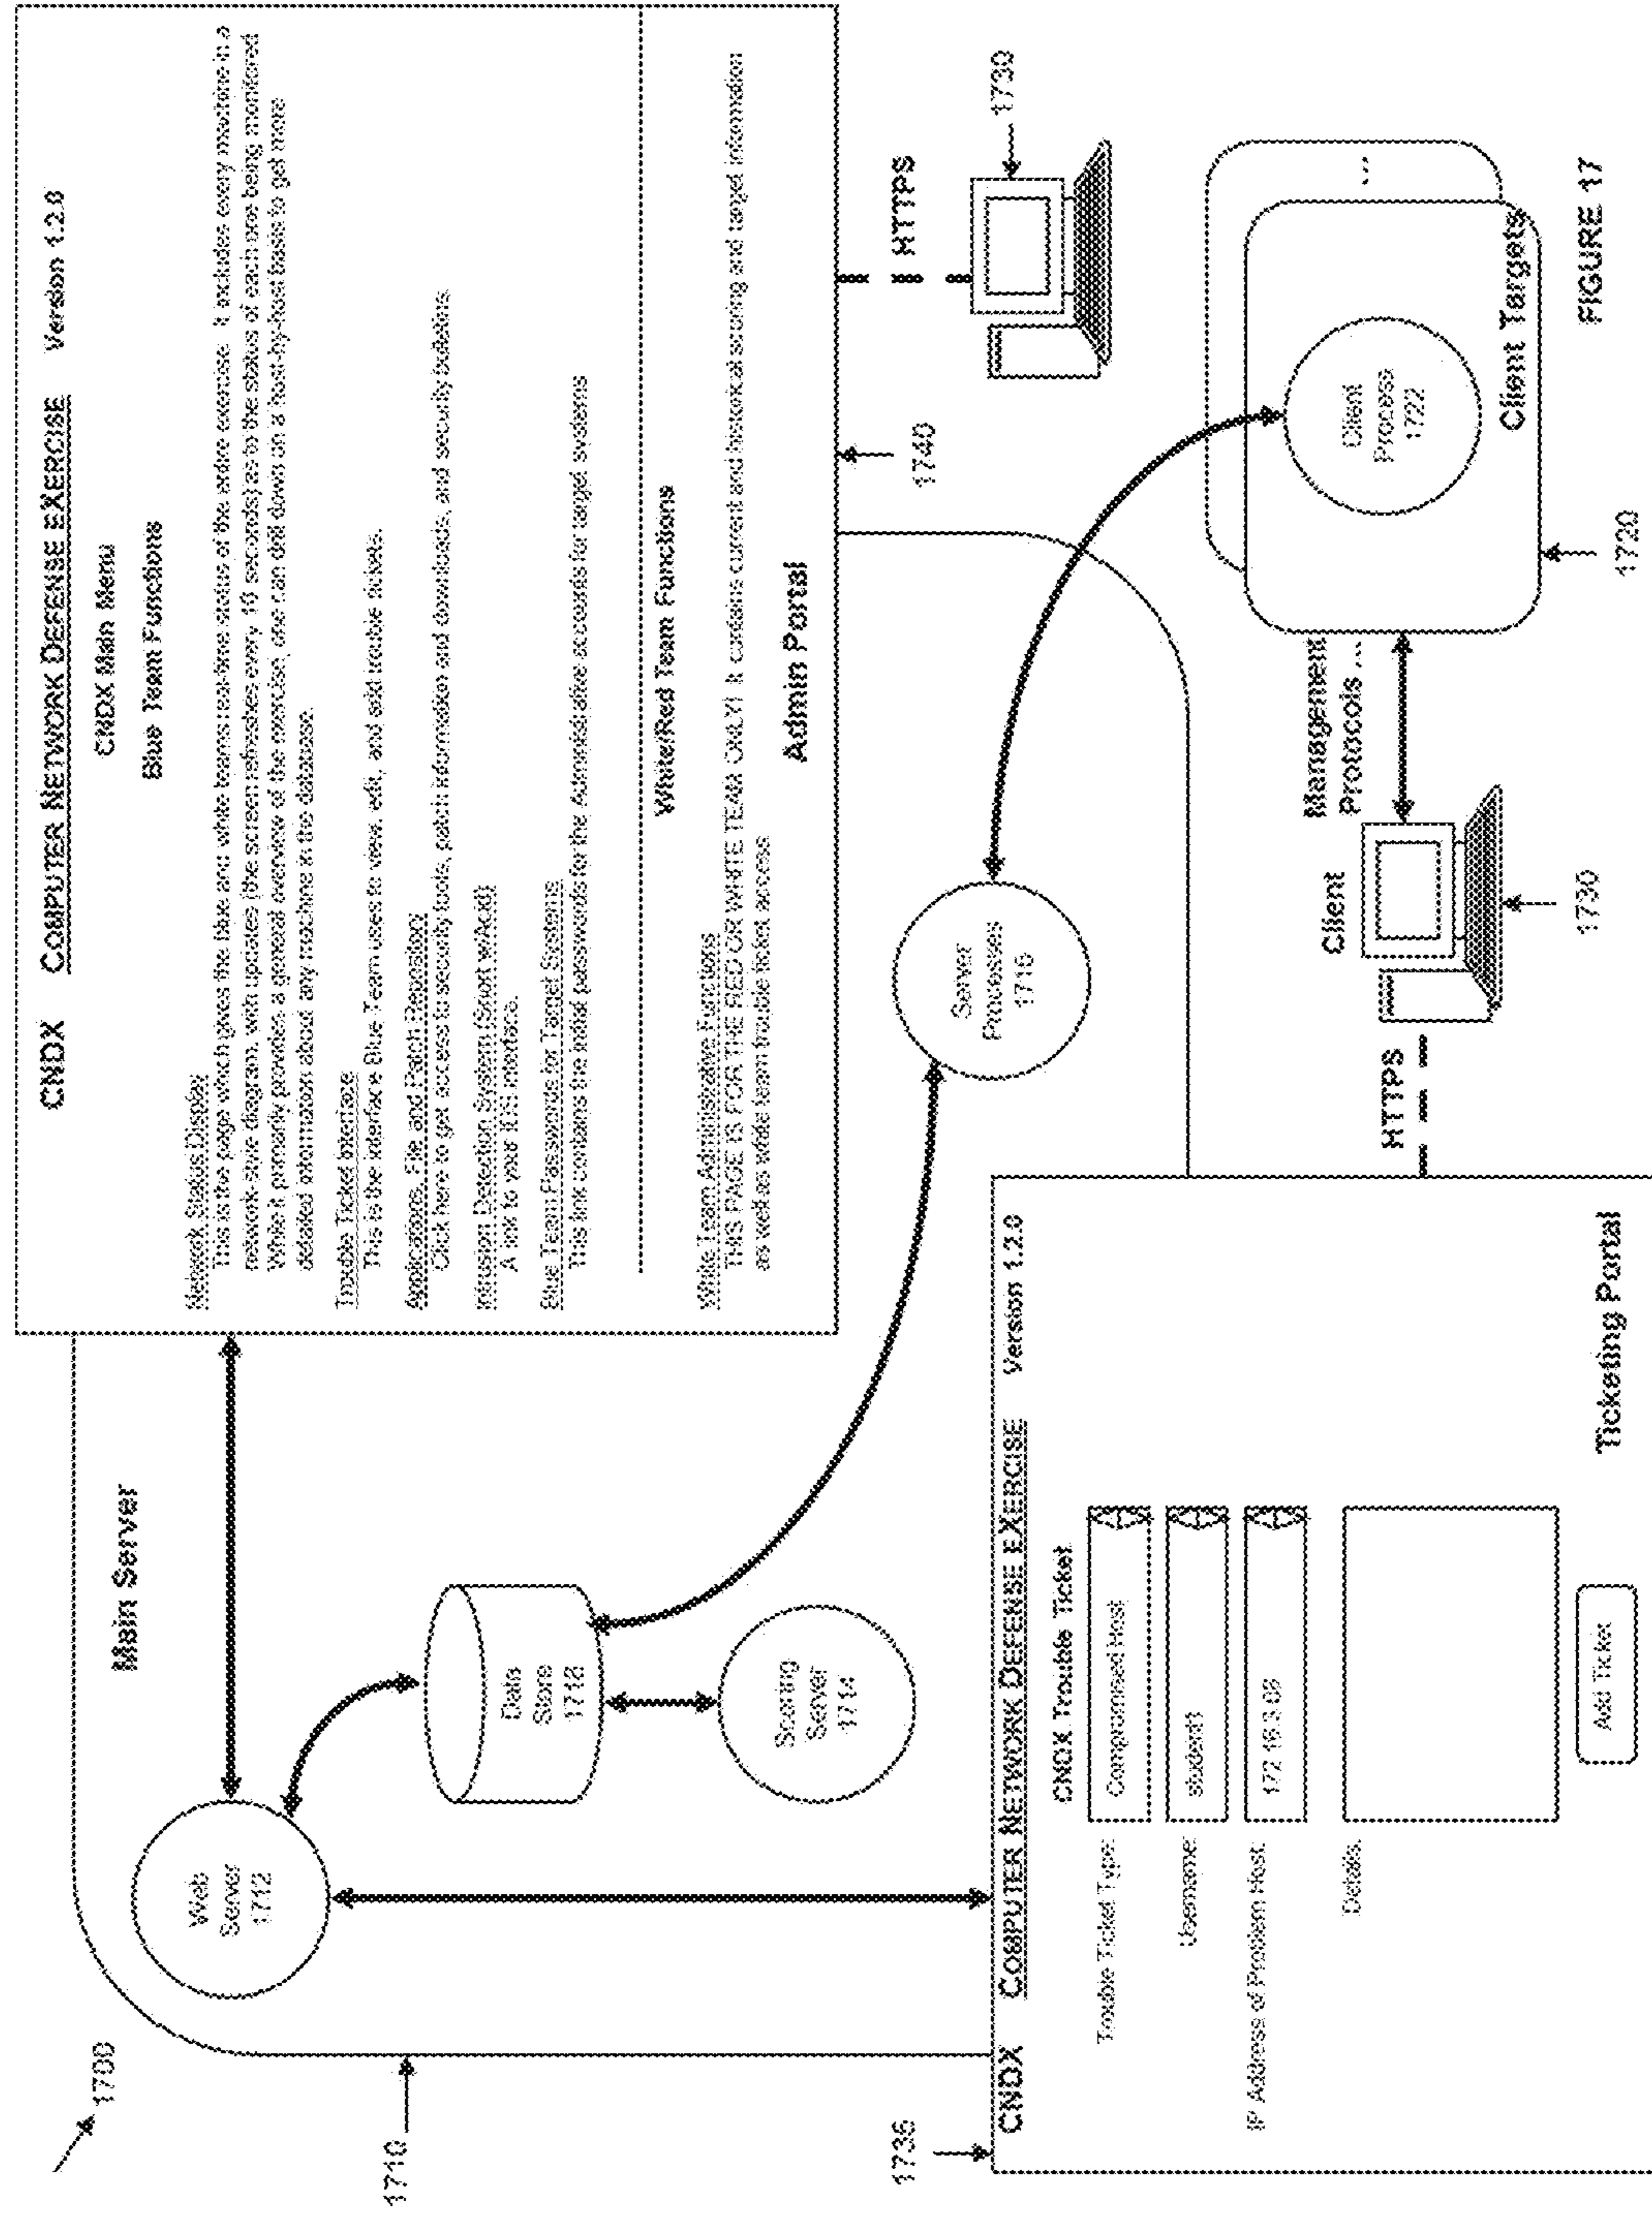 1700
Main Server
1710
Web
Server
1712
Data
Store
1718
Scoring
Server
1714
Server
Processes
1716
CNDX COMPUTER NETWORK DEFENSE EXERCISE Version 1.2.0
CNDX Main Menu
Blue Team Functions
Network Status Display
This is the page which gives the blue and white teams real-time status of the entire exercise. It includes every machine in a
network-style diagram, with updates (the screen refreshes every 10 seconds) as to the status of each one being monitored.
While it primarily provides a general overview of the exercise, one can drill down on a host-by-host basis to get more
detailed information about any machine in the database.
Trouble Ticket Interface
This is the interface Blue Team uses to view, edit, and add trouble tickets.
Applications, File and Patch Repository
Click here to get access to security tools, patch information and downloads, and security bulletins.
Intrusion Detection System (Snort w/Acid)
A link to your IDS interface.
Blue Team Passwords for Target Systems
This link contains the initial passwords for the Administrative accounts for target systems
White/Red Team Functions
White Team Administrative Functions
THIS PAGE IS FOR THE RED OR WHITE TEAM ONLY! It contains current and historical scoring and target information
as well as white team trouble ticket access
Admin Portal
1740
HTTPS
1730
1735
CNDX COMPUTER NETWORK DEFENSE EXERCISE Version 1.2.0
CNDX Trouble Ticket
Trouble Ticket Type: Compromised Host
Username: student1
IP Address of Problem Host:
Details:
Add Ticket
Ticketing Portal
HTTPS
Client
1730
Management
Protocols ...
Client
Process
1722
...
Client Targets
1720
FIGURE 17